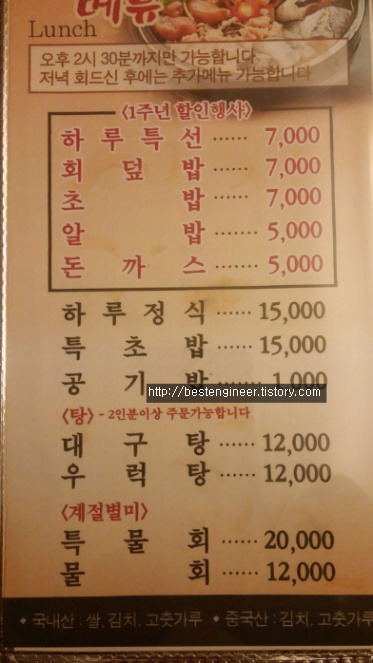 메뉴
Lunch
오후 2시 30분까지만 가능합니다
저녁 회드신 후에는 추가메뉴 가능합니다
〈1주년 할인행사〉
하루특선 ······ 7,000
회덮밥 ······ 7,000
초밥 ······ 7,000
알밥 ······· 5,000
돈까스 ······· 5,000
하루정식 ······ 15,000
특초밥 ······ 15,000
공기밥 ········ 1,000
http://bestengineer.tistory.com
〈탕〉 - 2인분이상 주문가능합니다
대구탕 ······ 12,000
우럭탕 ······ 12,000
〈계절별미〉
특물회 ······ 20,000
물회 ······ 12,000
• 국내산 : 쌀, 김치, 고춧가루 • 중국산 : 김치, 고춧가루